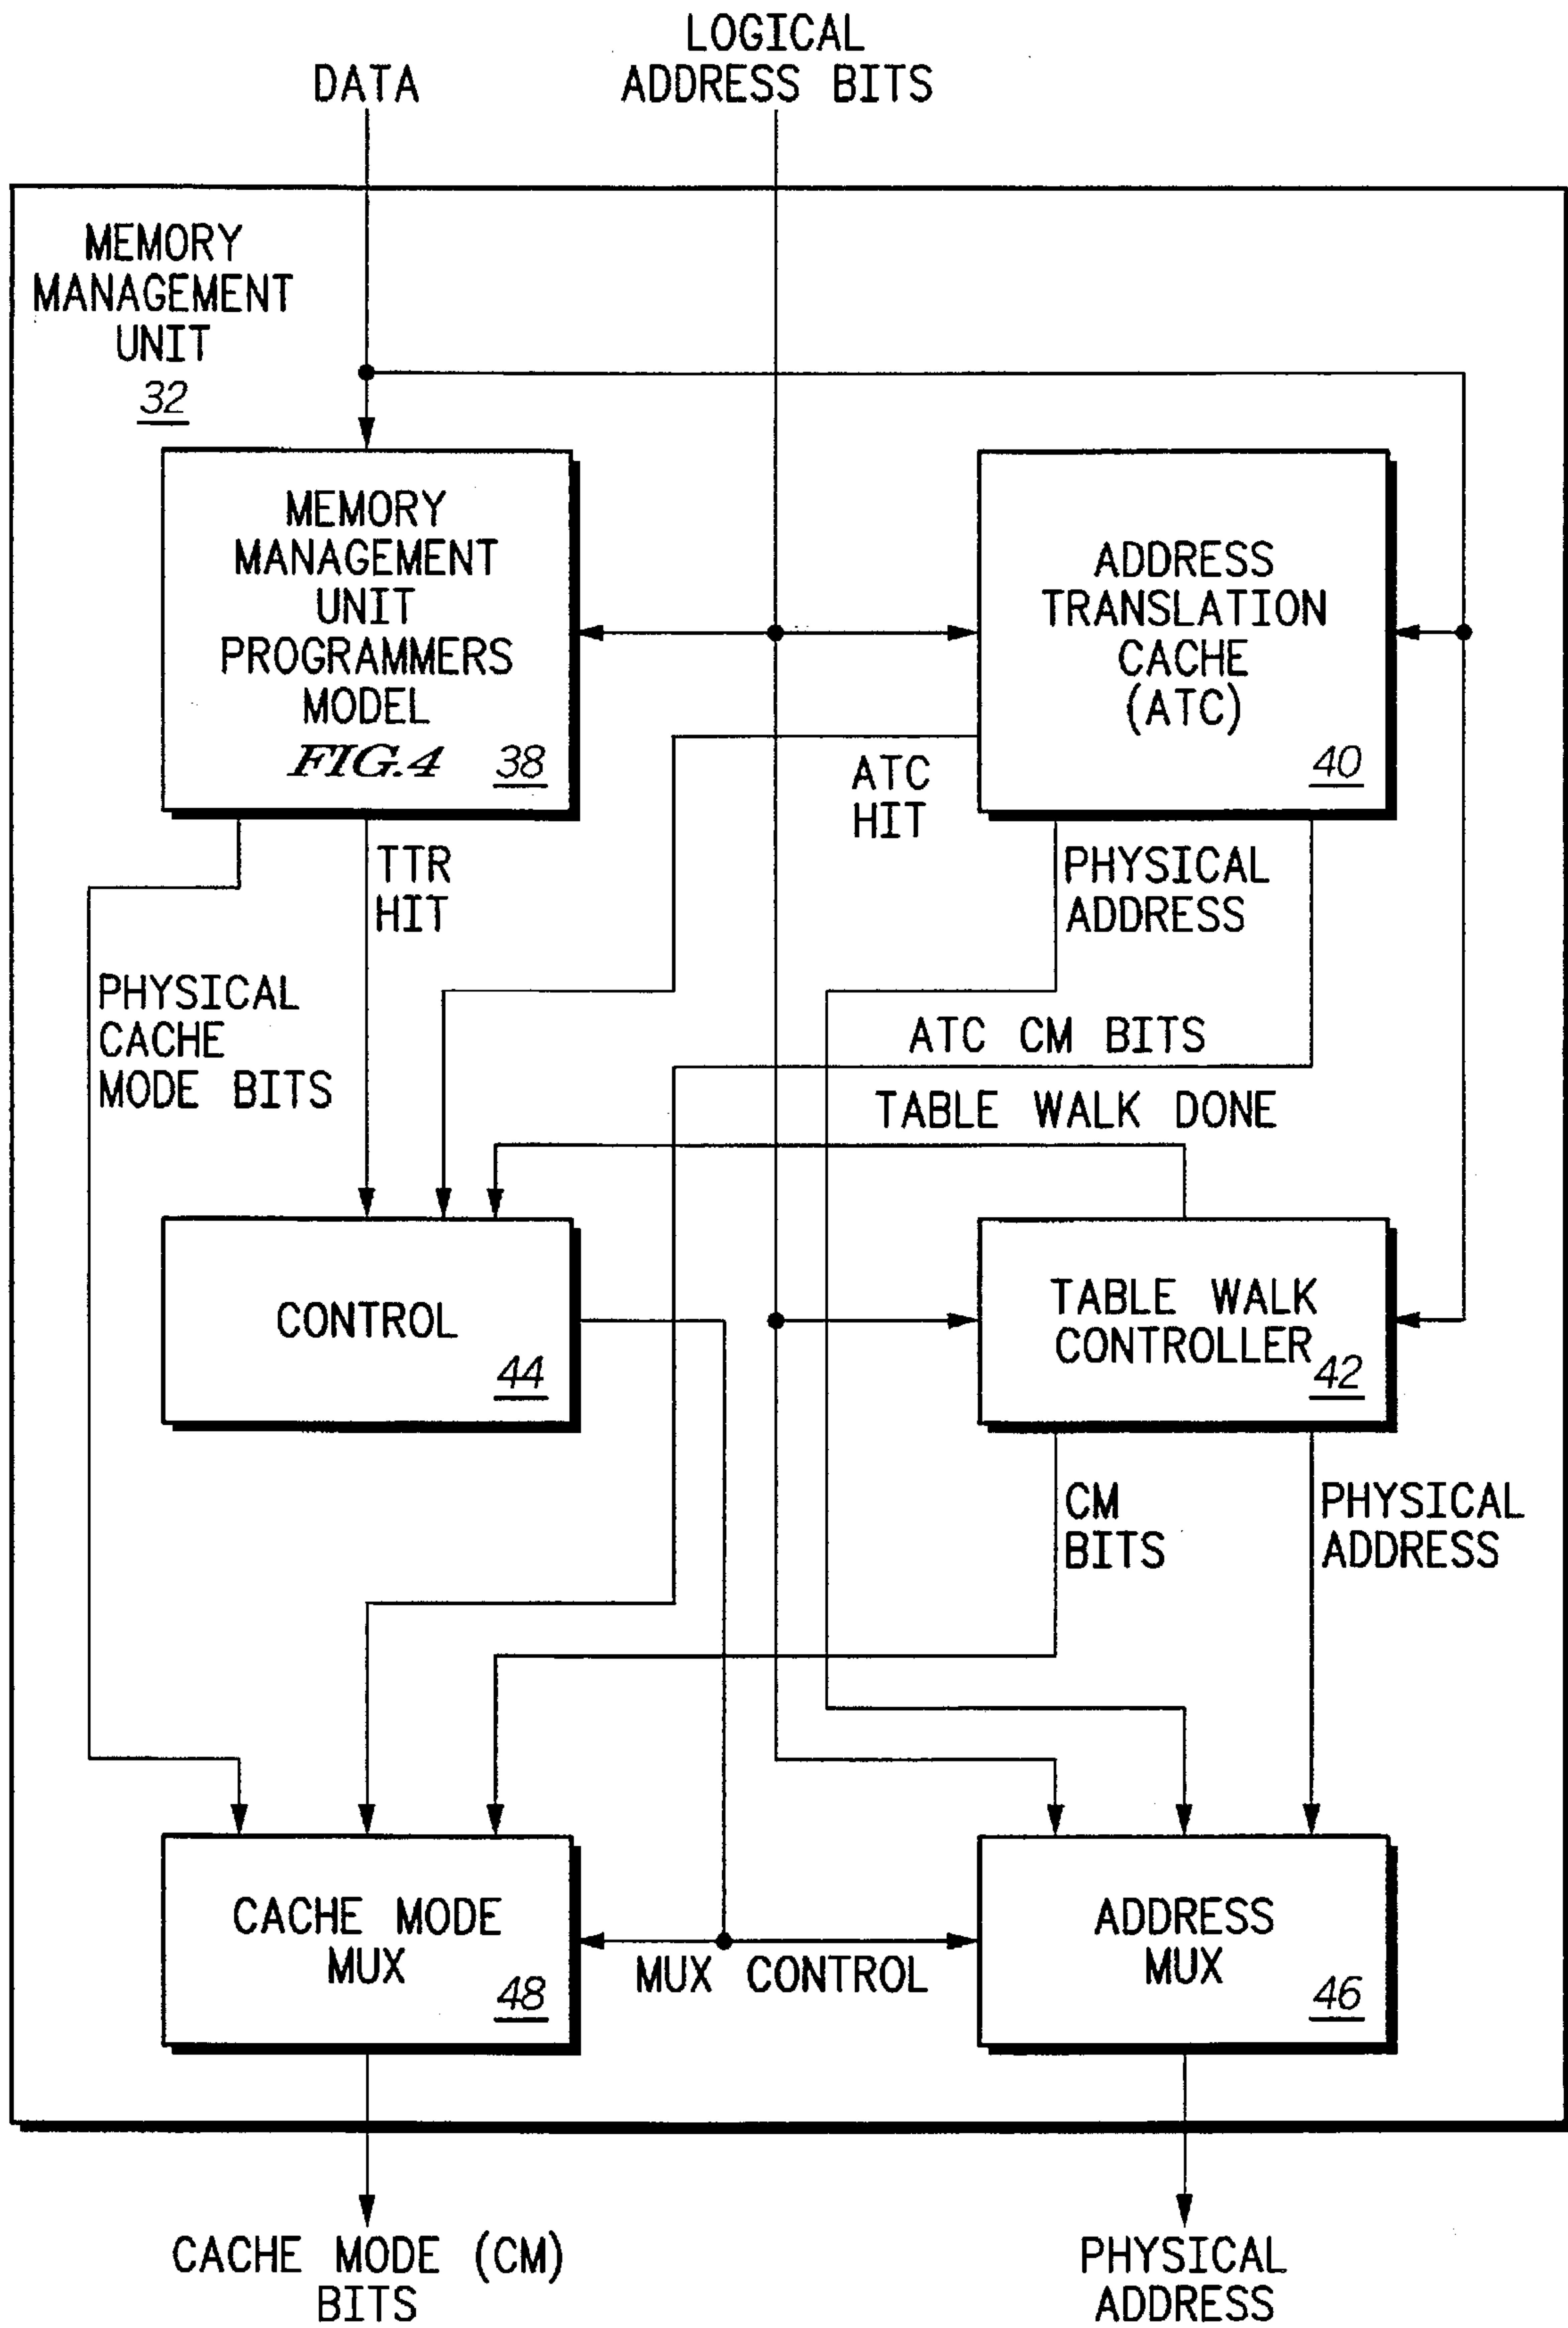 LOGICAL
ADDRESS BITS
DATA
MEMORY
MANAGEMENT
UNIT
32
MEMORY
MANAGEMENT
UNIT
PROGRAMMERS
MODEL
FIG.4 38
ADDRESS
TRANSLATION
CACHE
(ATC)
40
ATC
HIT
TTR
HIT
PHYSICAL
ADDRESS
PHYSICAL
CACHE
MODE BITS
ATC CM BITS
TABLE WALK DONE
CONTROL
44
TABLE WALK
CONTROLLER
42
CM
BITS
PHYSICAL
ADDRESS
CACHE MODE
MUX
48
MUX CONTROL
ADDRESS
MUX
46
CACHE MODE (CM)
BITS
PHYSICAL
ADDRESS